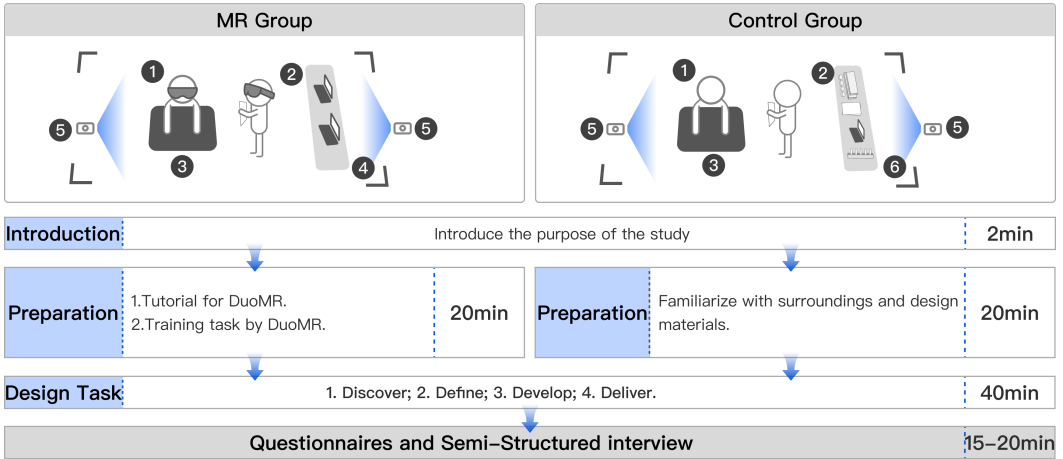 MR Group
1
2
5
5
3
4
Control Group
1
2
5
5
3
6
Introduction
Introduce the purpose of the study
2min
Preparation
1.Tutorial for DuoMR.
2.Training task by DuoMR.
20min
Preparation
Familiarize with surroundings and design
materials.
20min
Design Task
1. Discover; 2. Define; 3. Develop; 4. Deliver.
40min
Questionnaires and Semi-Structured interview
15-20min